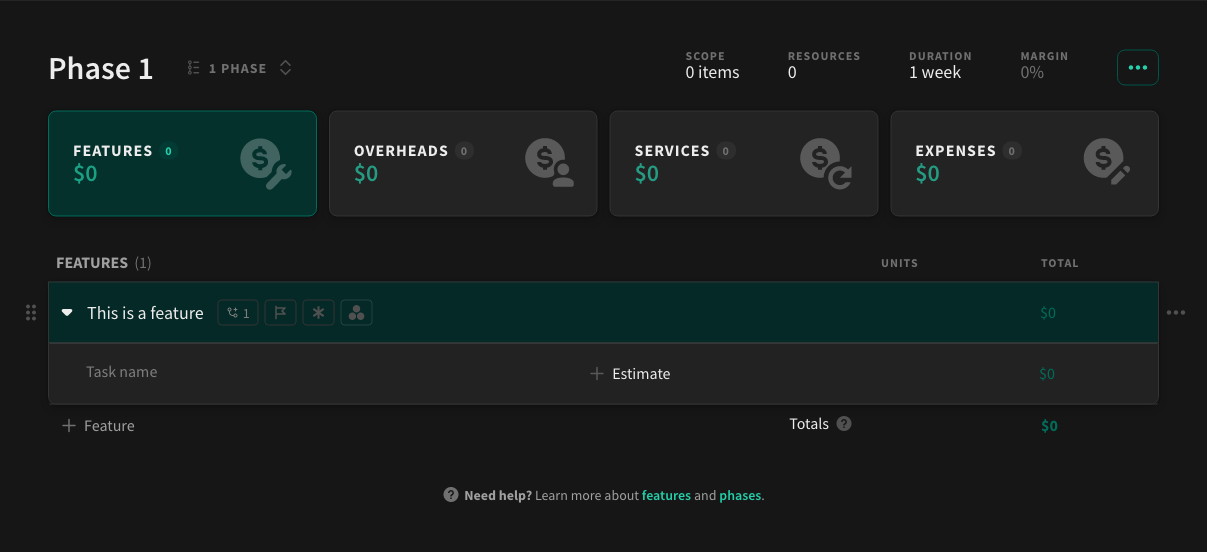 Phase 1
1 PHASE
SCOPE
0 items
RESOURCES
0
DURATION
1 week
MARGIN
0%
FEATURES 0
$0
OVERHEADS 0
$0
SERVICES 0
$0
EXPENSES 0
$0
FEATURES (1) UNITS TOTAL
This is a feature 1 $0
Task name Estimate $0
Feature Totals ? $0
? Need help? Learn more about features and phases.